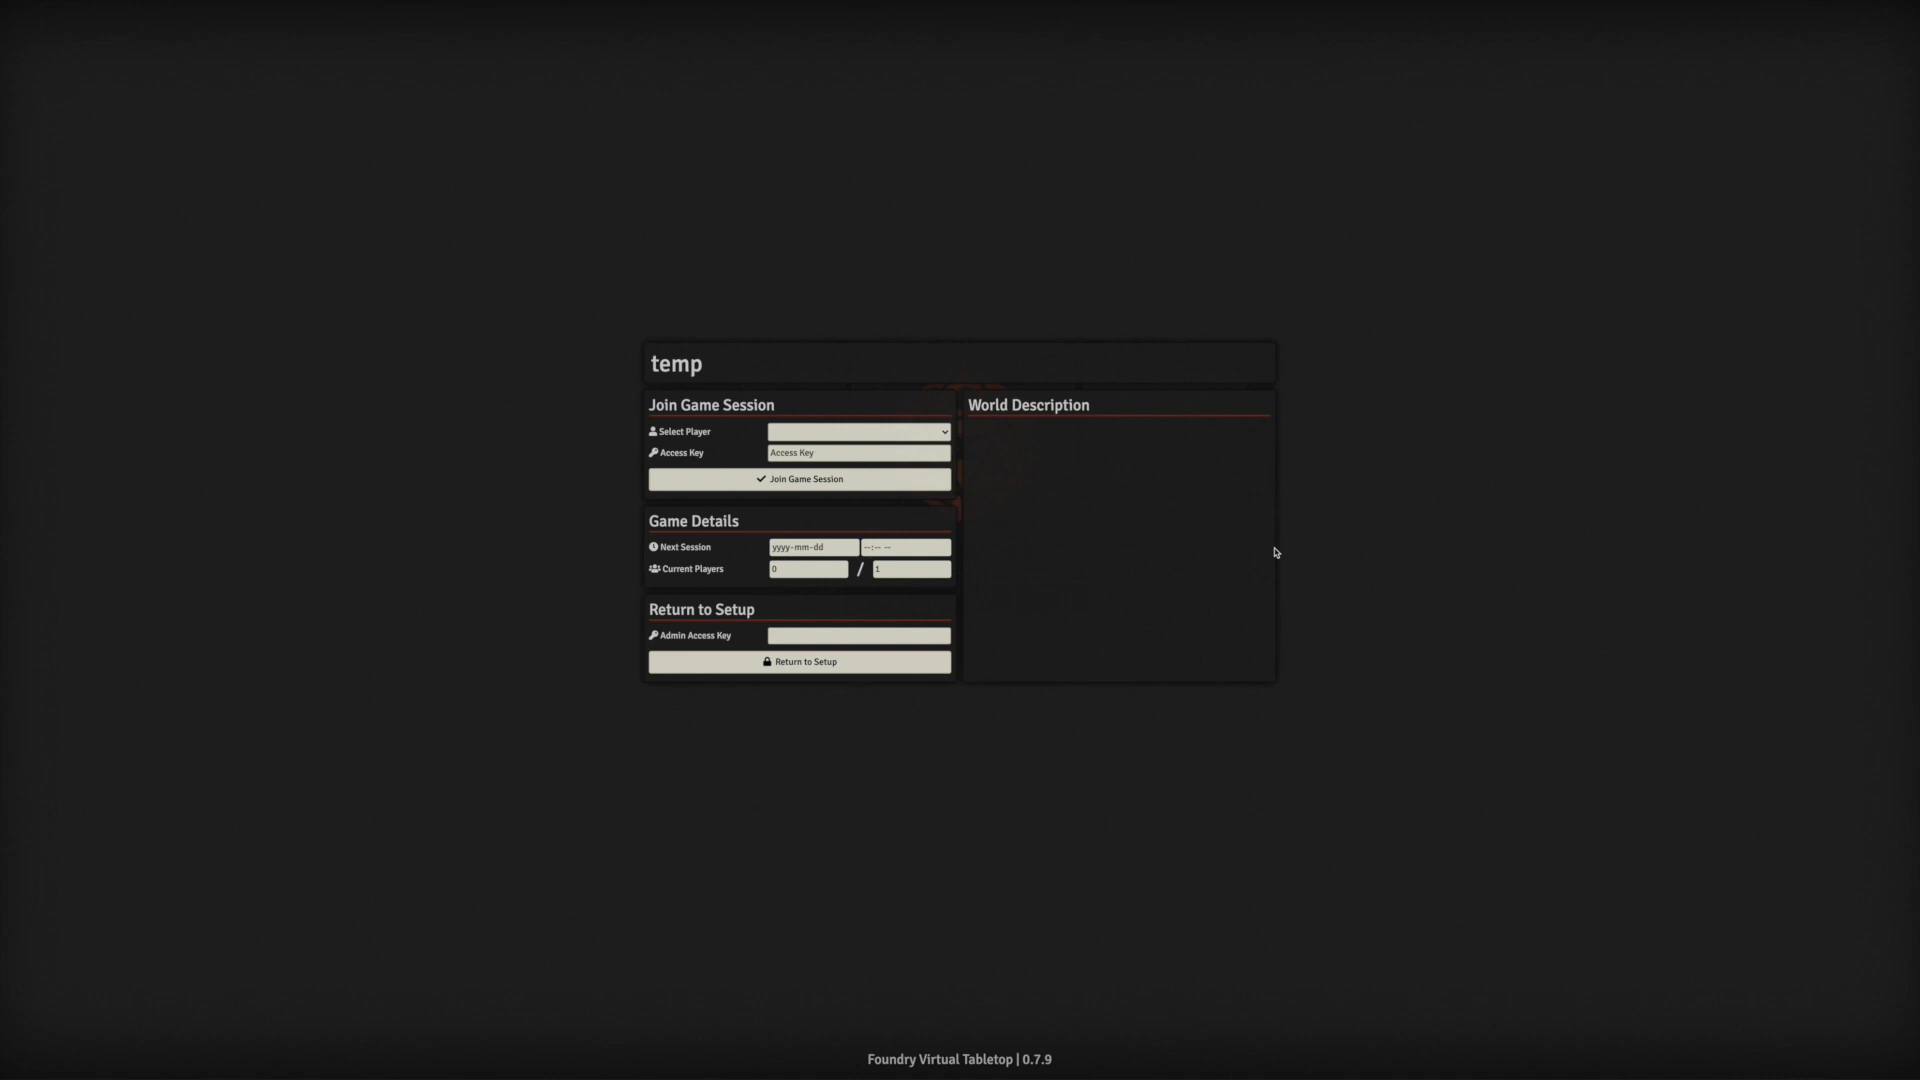 temp
Join Game Session
Select Player
Access Key
Access Key
Join Game Session
Game Details
Next Session
yyyy-mm-dd
--:-- --
Current Players
0 / 1
Return to Setup
Admin Access Key
Return to Setup
World Description
Foundry Virtual Tabletop | 0.7.9